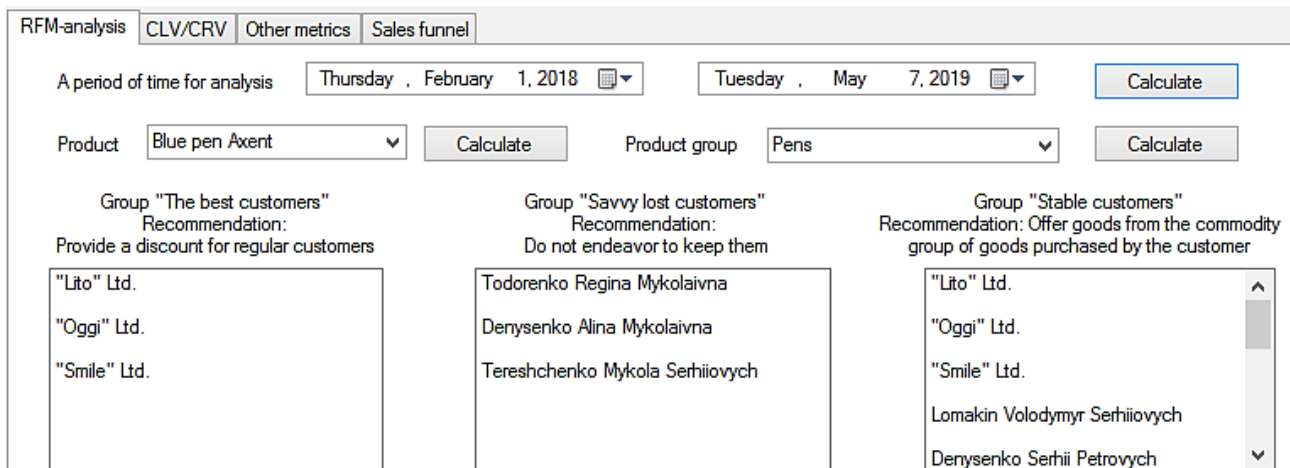 RFM-analysis CLV/CRV Other metrics Sales funnel
A period of time for analysis Thursday , February 1, 2018 Tuesday , May 7, 2019 Calculate
Product Blue pen Axent Calculate Product group Pens Calculate
Group "The best customers"
Recommendation:
Provide a discount for regular customers
"Lito" Ltd.
"Oggi" Ltd.
"Smile" Ltd.
Group "Savvy lost customers"
Recommendation:
Do not endeavor to keep them
Todorenko Regina Mykolaivna
Denysenko Alina Mykolaivna
Tereshchenko Mykola Serhiiovych
Group "Stable customers"
Recommendation: Offer goods from the commodity
group of goods purchased by the customer
"Lito" Ltd.
"Oggi" Ltd.
"Smile" Ltd.
Lomakin Volodymyr Serhiiovych
Denysenko Serhii Petrovych